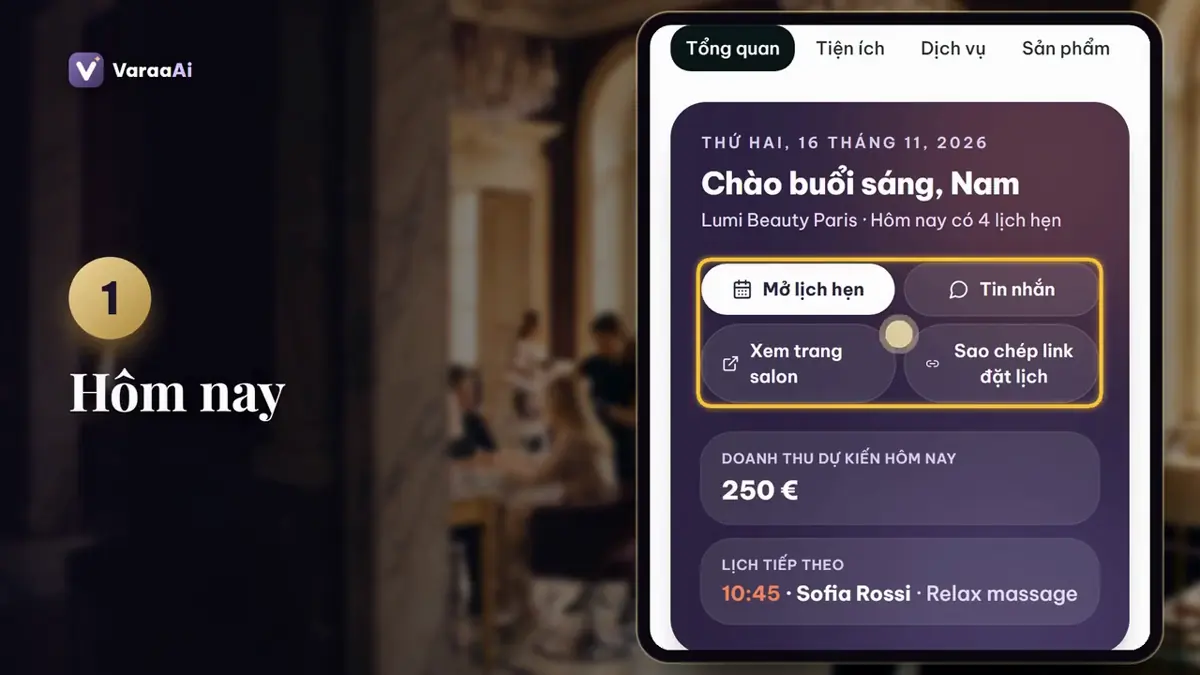 VaraaAi
1
Hôm nay
Tổng quan
Tiện ích
Dịch vụ
Sản phẩm
THỨ HAI, 16 THÁNG 11, 2026
Chào buổi sáng, Nam
Lumi Beauty Paris · Hôm nay có 4 lịch hẹn
Mở lịch hẹn
Tin nhắn
Xem trang
salon
Sao chép link
đặt lịch
DOANH THU DỰ KIẾN HÔM NAY
250 €
LỊCH TIẾP THEO
10:45 · Sofia Rossi · Relax massage